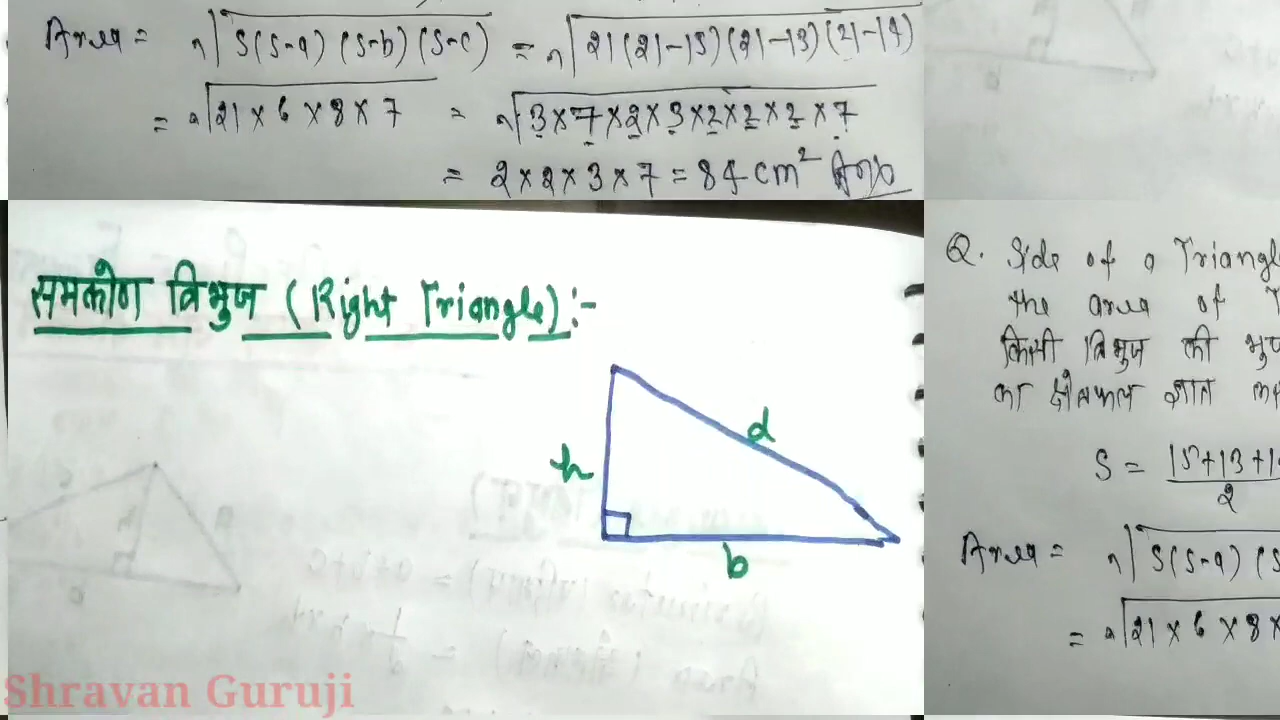 Area = √s(s-a)(s-b)(s-c) = √21(21-15)(21-13)(21-14)
= √21×6×8×7 = √3×7×2×3×2×2×2×7
= 2×2×3×7 = 84 cm² Ans
समकोण त्रिभुज (Right Triangle) :-
h
d
b
Q. Side of a Triangl
the area of T
किसी त्रिभुज की भुज
का क्षेत्रफल ज्ञात क
S = 15+13+1
2
Area = √s(s-a)(s
= √21×6×8×
Shravan Guruji